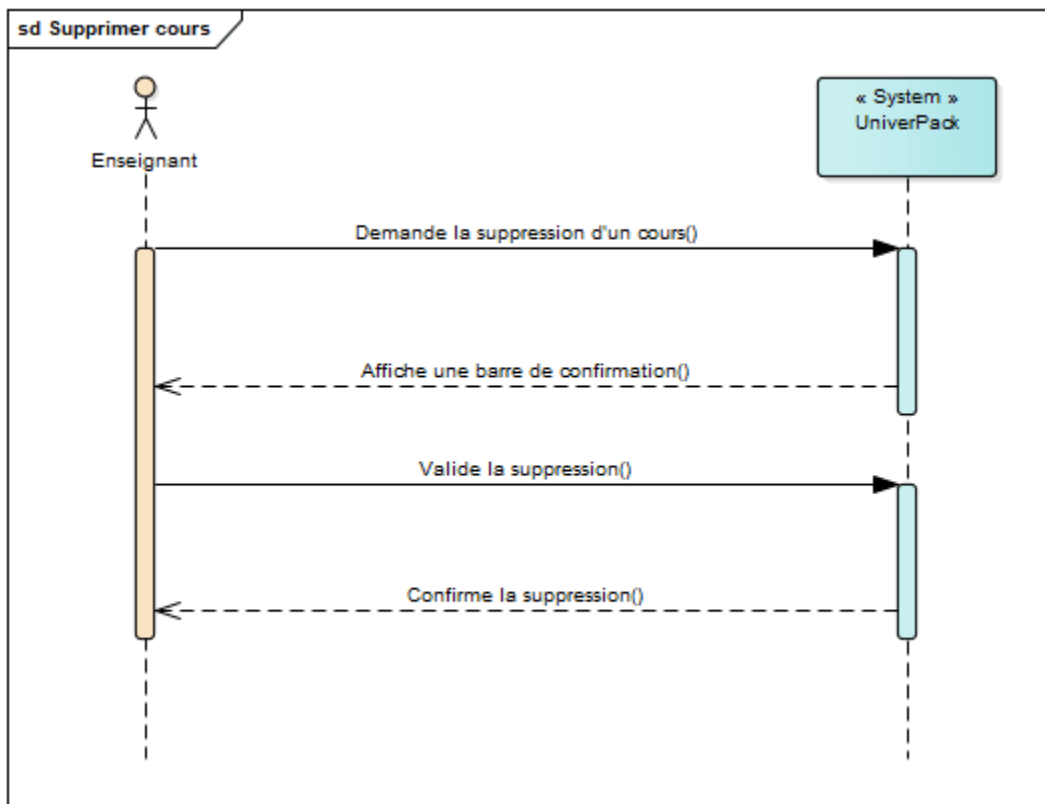 sd Supprimer cours
« System »
UniverPack
Enseignant
Demande la suppression d'un cours()
Affiche une barre de confirmation()
Valide la suppression()
Confirme la suppression()